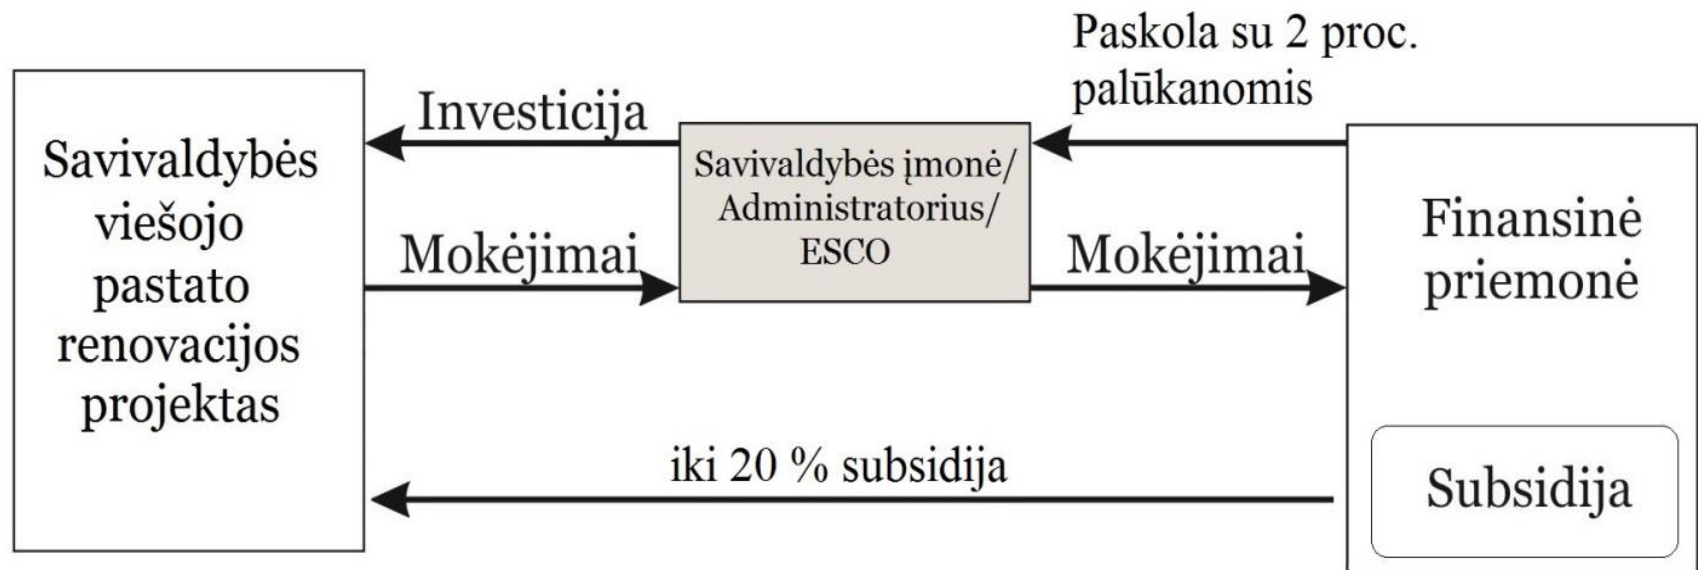 Paskola su 2 proc.
palūkanomis
Savivaldybės
viešojo
pastato
renovacijos
projektas
Investicija
Mokėjimai
Savivaldybės įmonė/
Administratorius/
ESCO
Mokėjimai
Finansinė
priemonė
iki 20 % subsidija
Subsidija